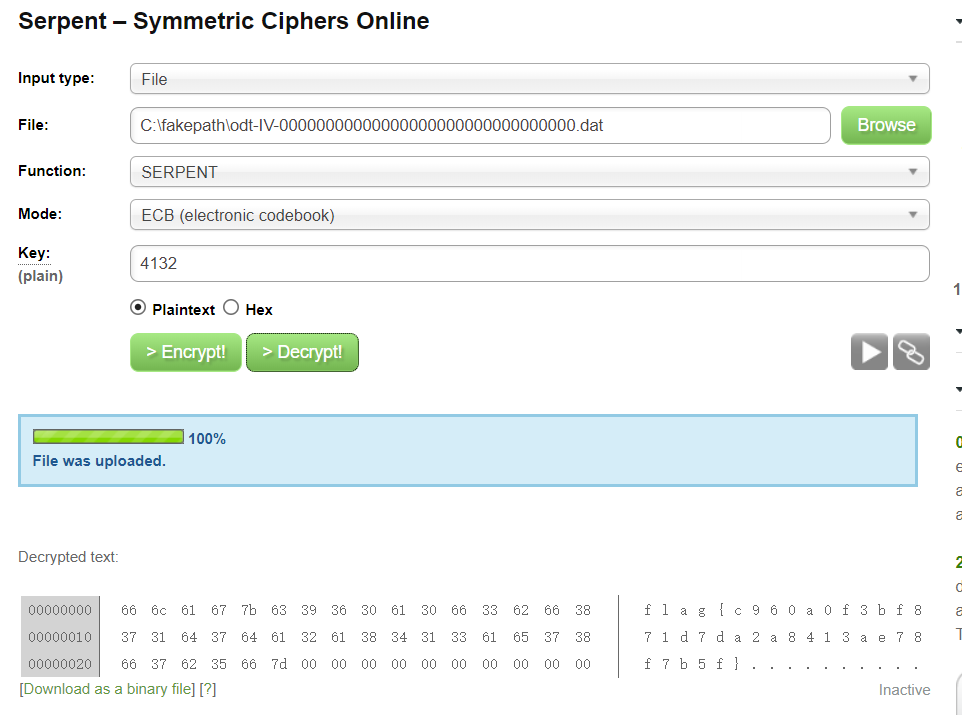 Serpent – Symmetric Ciphers Online
Input type:
File
File:
C:\fakepath\odt-IV-00000000000000000000000000000000.dat
Browse
Function:
SERPENT
Mode:
ECB (electronic codebook)
Key:
(plain)
4132
Plaintext Hex
> Encrypt! > Decrypt!
100%
File was uploaded.
Decrypted text:
00000000 66 6c 61 67 7b 63 39 36 30 61 30 66 33 62 66 38 f l a g { c 9 6 0 a 0 f 3 b f 8
00000010 37 31 64 37 64 61 32 61 38 34 31 33 61 65 37 38 7 1 d 7 d a 2 a 8 4 1 3 a e 7 8
00000020 66 37 62 35 66 7d 00 00 00 00 00 00 00 00 00 00 f 7 b 5 f } . . . . . . . . . .
[Download as a binary file] [?]
Inactive